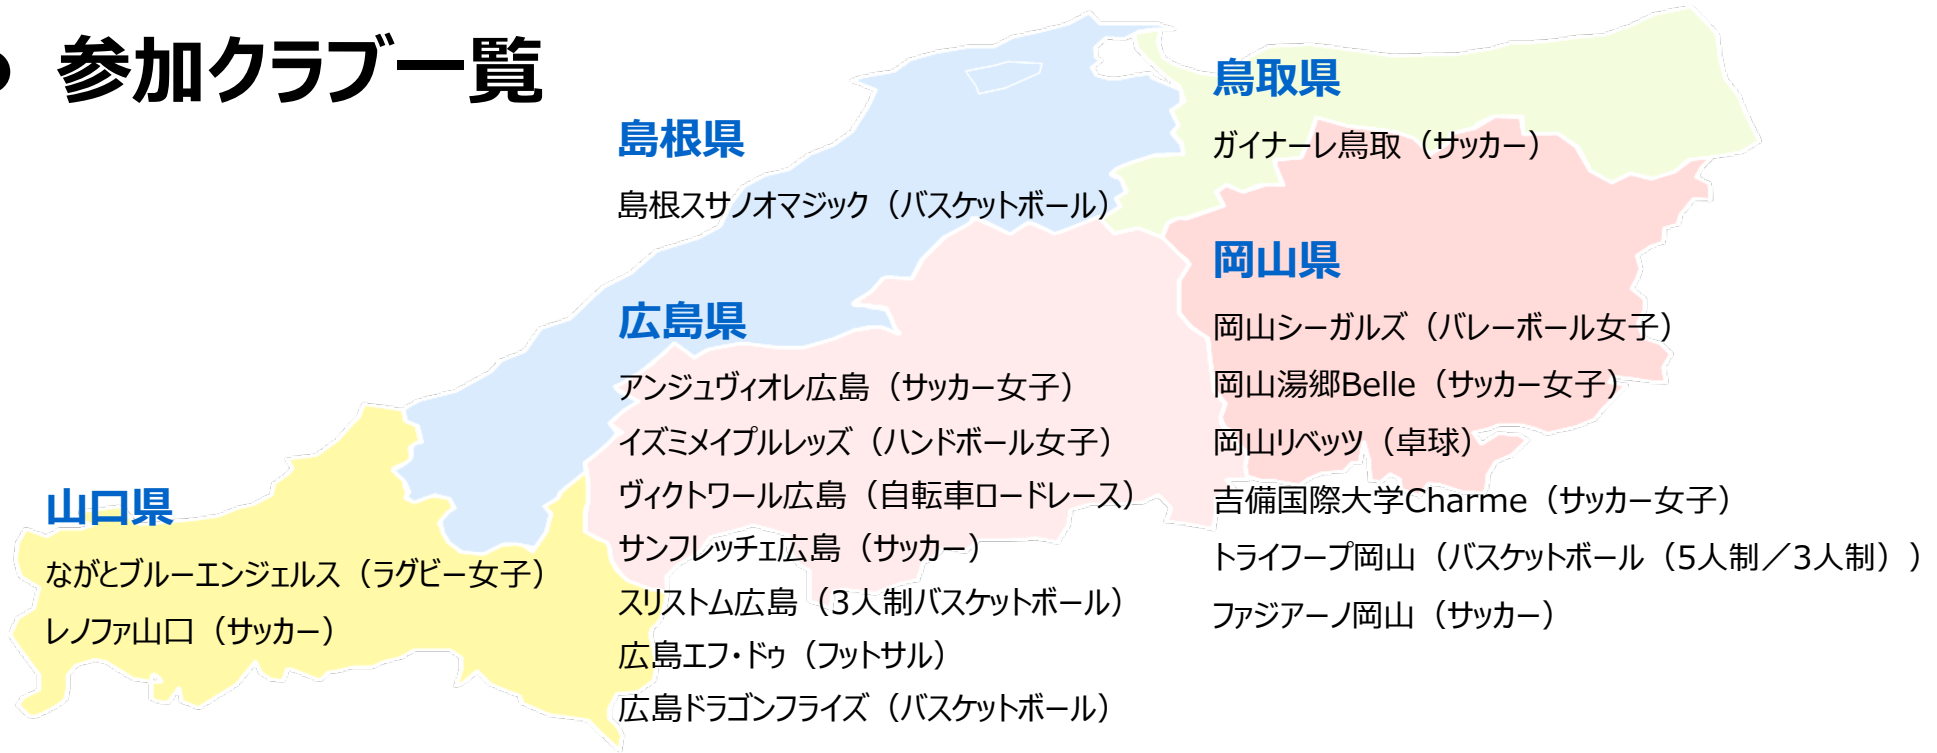 参加クラブ一覧
島根県
島根スサノオマジック（バスケットボール）
鳥取県
ガイナーレ鳥取（サッカー）
広島県
アンジュヴィオレ広島（サッカー女子）
イズミメイプルレッズ（ハンドボール女子）
ヴィクトワール広島（自転車ロードレース）
サンフレッチェ広島（サッカー）
スリストム広島（3人制バスケットボール）
広島エフ・ドゥ（フットサル）
広島ドラゴンフライズ（バスケットボール）
岡山県
岡山シーガルズ（バレーボール女子）
岡山湯郷Belle（サッカー女子）
岡山リベッツ（卓球）
吉備国際大学Charme（サッカー女子）
トライフープ岡山（バスケットボール（5人制／3人制））
ファジアーノ岡山（サッカー）
山口県
ながとブルーエンジェルス（ラグビー女子）
レノファ山口（サッカー）